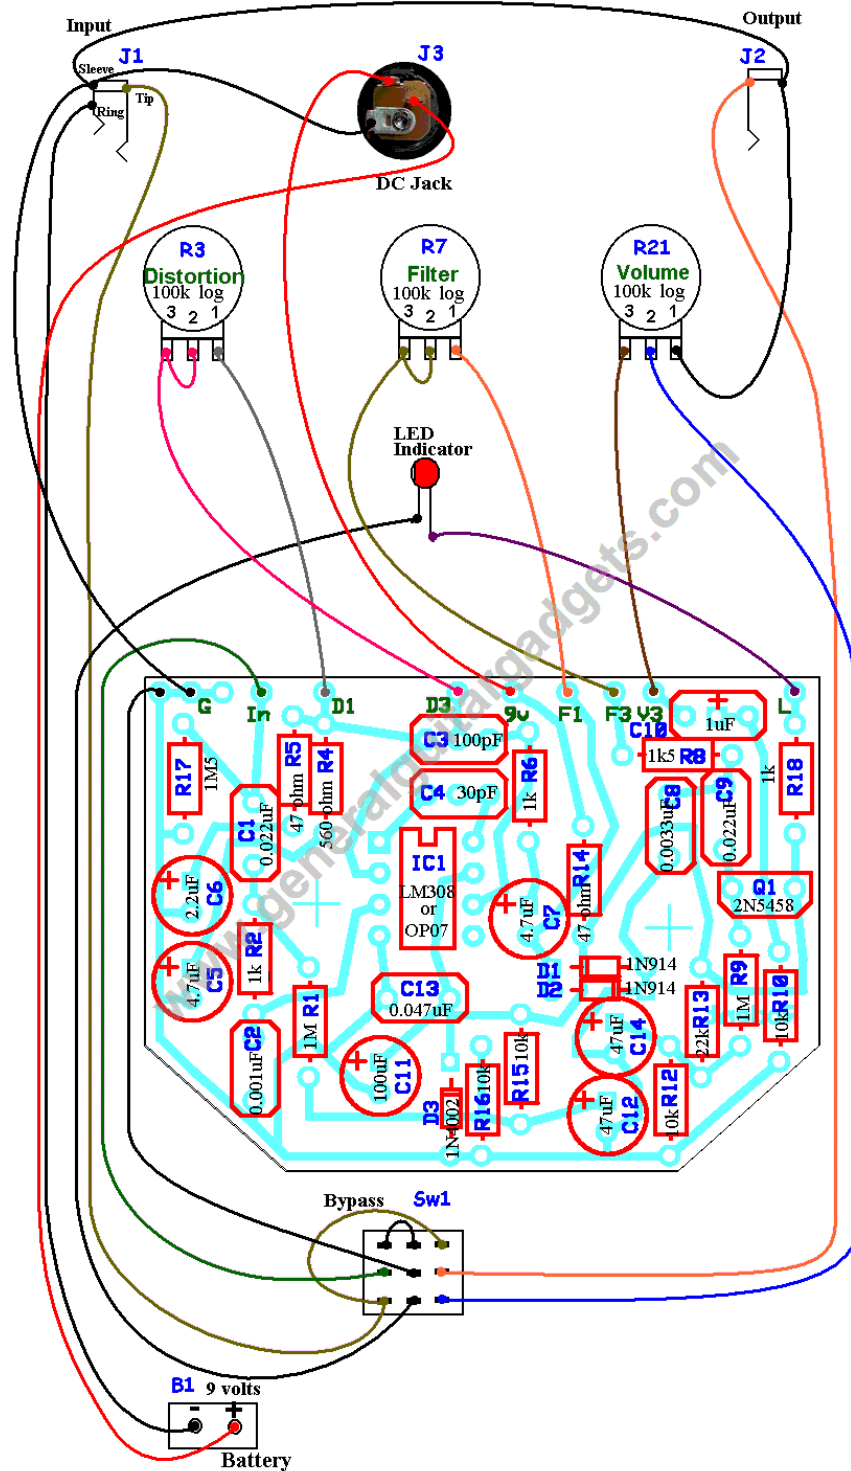 Input
Output
J1
J3
J2
Sleeve
Tip
Ring
DC Jack
R3
Distortion
100k log
3 2 1
R7
Filter
100k log
3 2 1
R21
Volume
100k log
3 2 1
LED
Indicator
www.generalguitargadgets.com
G
In
D1
D3
9v
F1
F3
V3
L
C10
1uF
R17
1M5
R5
47 ohm
R4
560 ohm
C3
100pF
C4
30pF
R6
1k
1k5
R8
R18
1k
C1
0.022uF
C8
0.0033uF
C9
0.022uF
IC1
LM308
or
OP07
R14
47 ohm
Q1
2N5458
C6
2.2uF
C7
4.7uF
R2
1k
C5
4.7uF
D1
1N914
D2
1N914
C13
0.047uF
R1
1M
R9
1M
R10
10k
R13
22k
C2
0.001uF
C14
47uF
C11
100uF
R15
10k
R16
10k
D3
1N4002
C12
47uF
R12
10k
Bypass
Sw1
B1
9 volts
- +
Battery